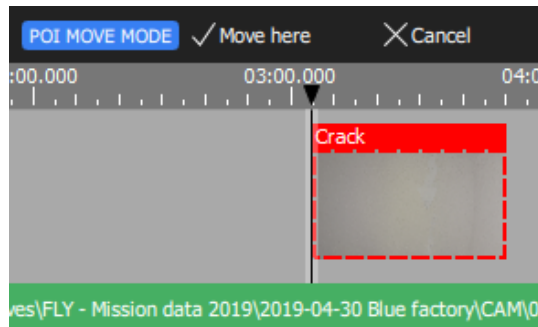 POI MOVE MODE Move here Cancel
:00.000 03:00.000 04:0
Crack
ves\FLY - Mission data 2019\2019-04-30 Blue factory\CAM\0